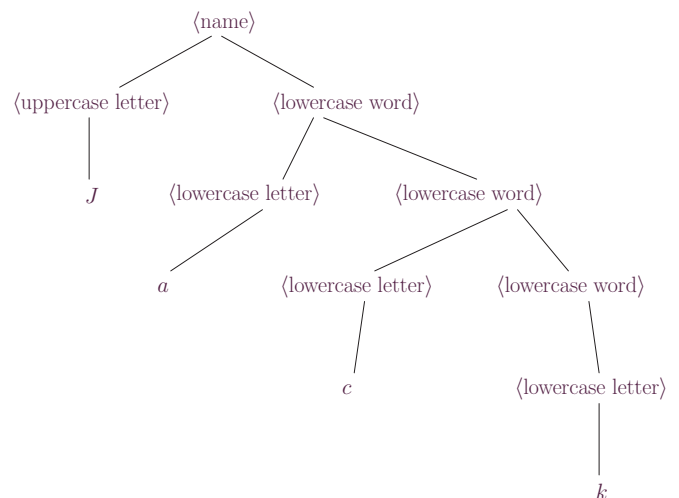 ⟨name⟩
⟨uppercase letter⟩ ⟨lowercase word⟩
J ⟨lowercase letter⟩ ⟨lowercase word⟩
a ⟨lowercase letter⟩ ⟨lowercase word⟩
c ⟨lowercase letter⟩
k